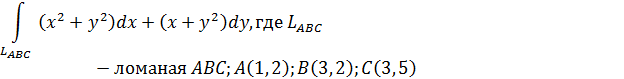 ∫ (x² + y²)dx + (x + y²)dy, где L_ABC
L_ABC
− ломаная ABC; A(1,2); B(3,2); C(3,5)